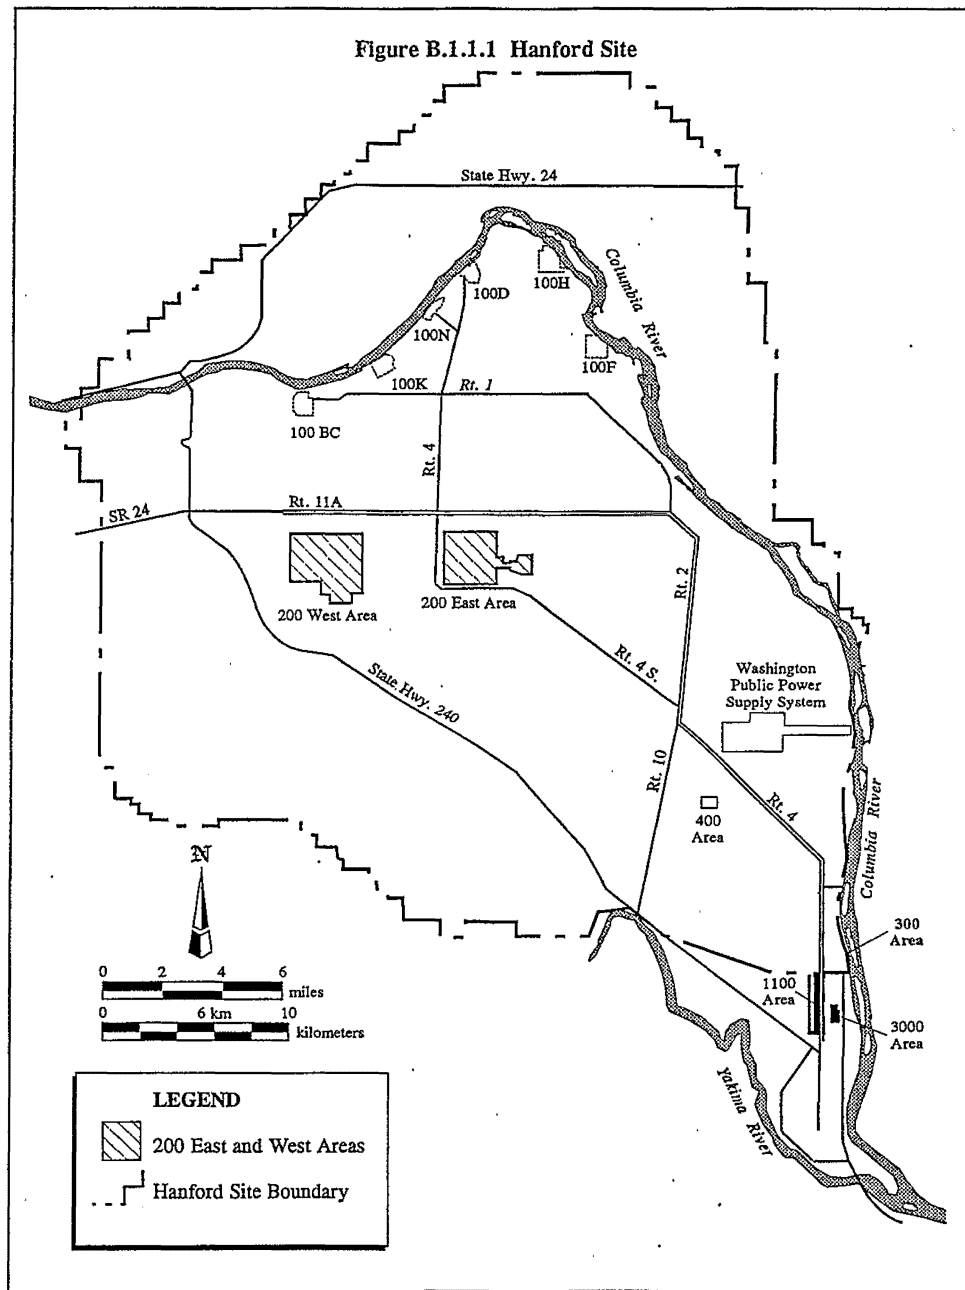 Figure B.1.1.1 Hanford Site
State Hwy. 24
Columbia River
100D
100H
100N
100F
100K
Rt. 1
100 BC
Rt. 4
Rt. 11A
SR 24
200 West Area
200 East Area
Rt. 2
Rt. 4 S.
State Hwy. 240
Washington
Public Power
Supply System
Rt. 10
Rt. 4
400
Area
Columbia River
N
300
Area
1100
Area
3000
Area
0 2 4 6
miles
0 6 km 10
kilometers
Yakima River
LEGEND
200 East and West Areas
Hanford Site Boundary